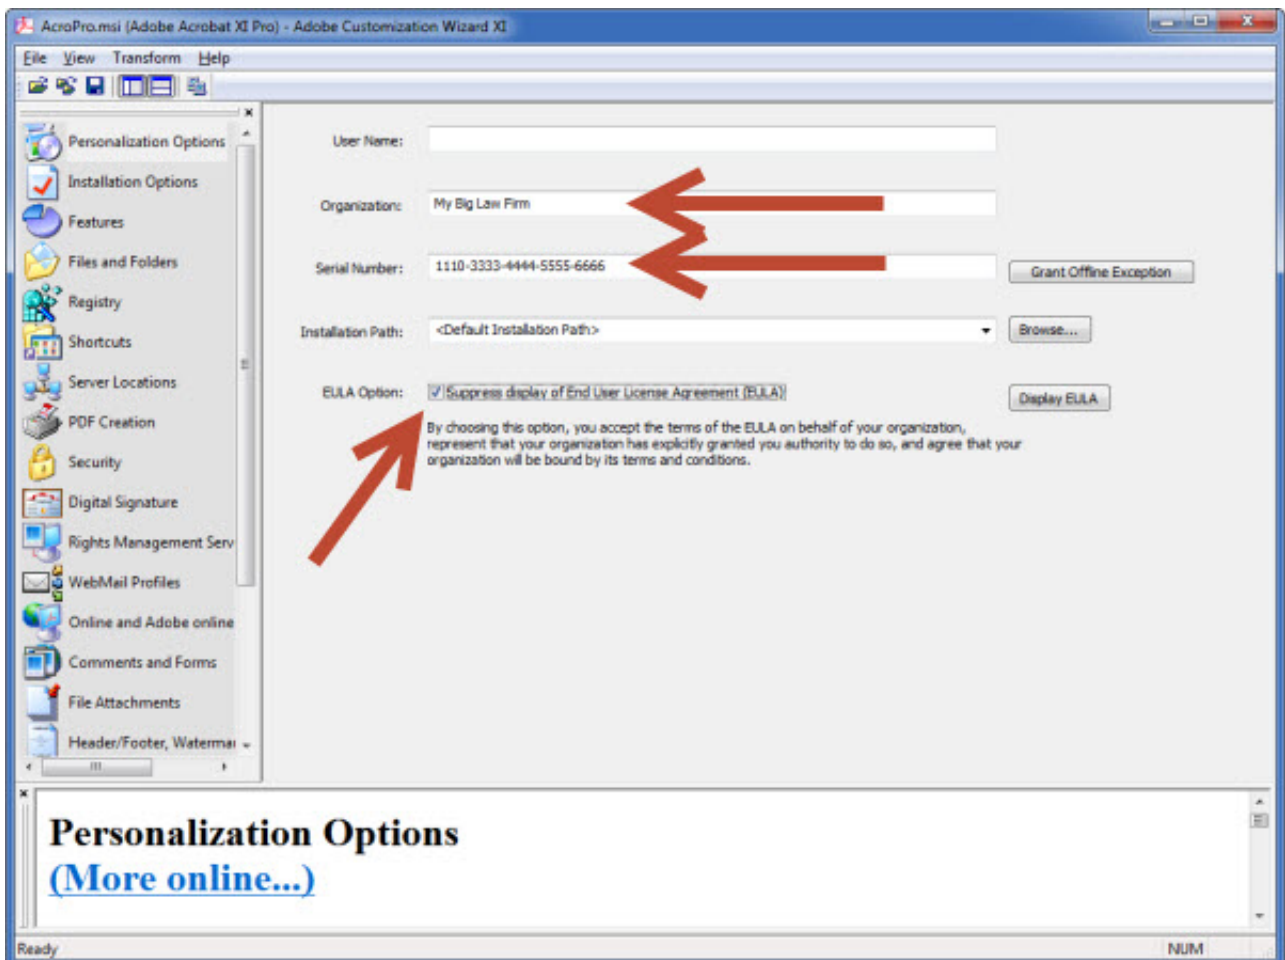 AcroPro.msi (Adobe Acrobat XI Pro) - Adobe Customization Wizard XI
File View Transform Help
Personalization Options
Installation Options
Features
Files and Folders
Registry
Shortcuts
Server Locations
PDF Creation
Security
Digital Signature
Rights Management Serv
WebMail Profiles
Online and Adobe online
Comments and Forms
File Attachments
Header/Footer, Watermar
User Name:
Organization: My Big Law Firm
Serial Number: 1110-3333-4444-5555-6666 Grant Offline Exception
Installation Path: <Default Installation Path> Browse...
EULA Option: Suppress display of End User License Agreement (EULA) Display EULA
By choosing this option, you accept the terms of the EULA on behalf of your organization,
represent that your organization has explicitly granted you authority to do so, and agree that your
organization will be bound by its terms and conditions.
Personalization Options
(More online...)
Ready NUM